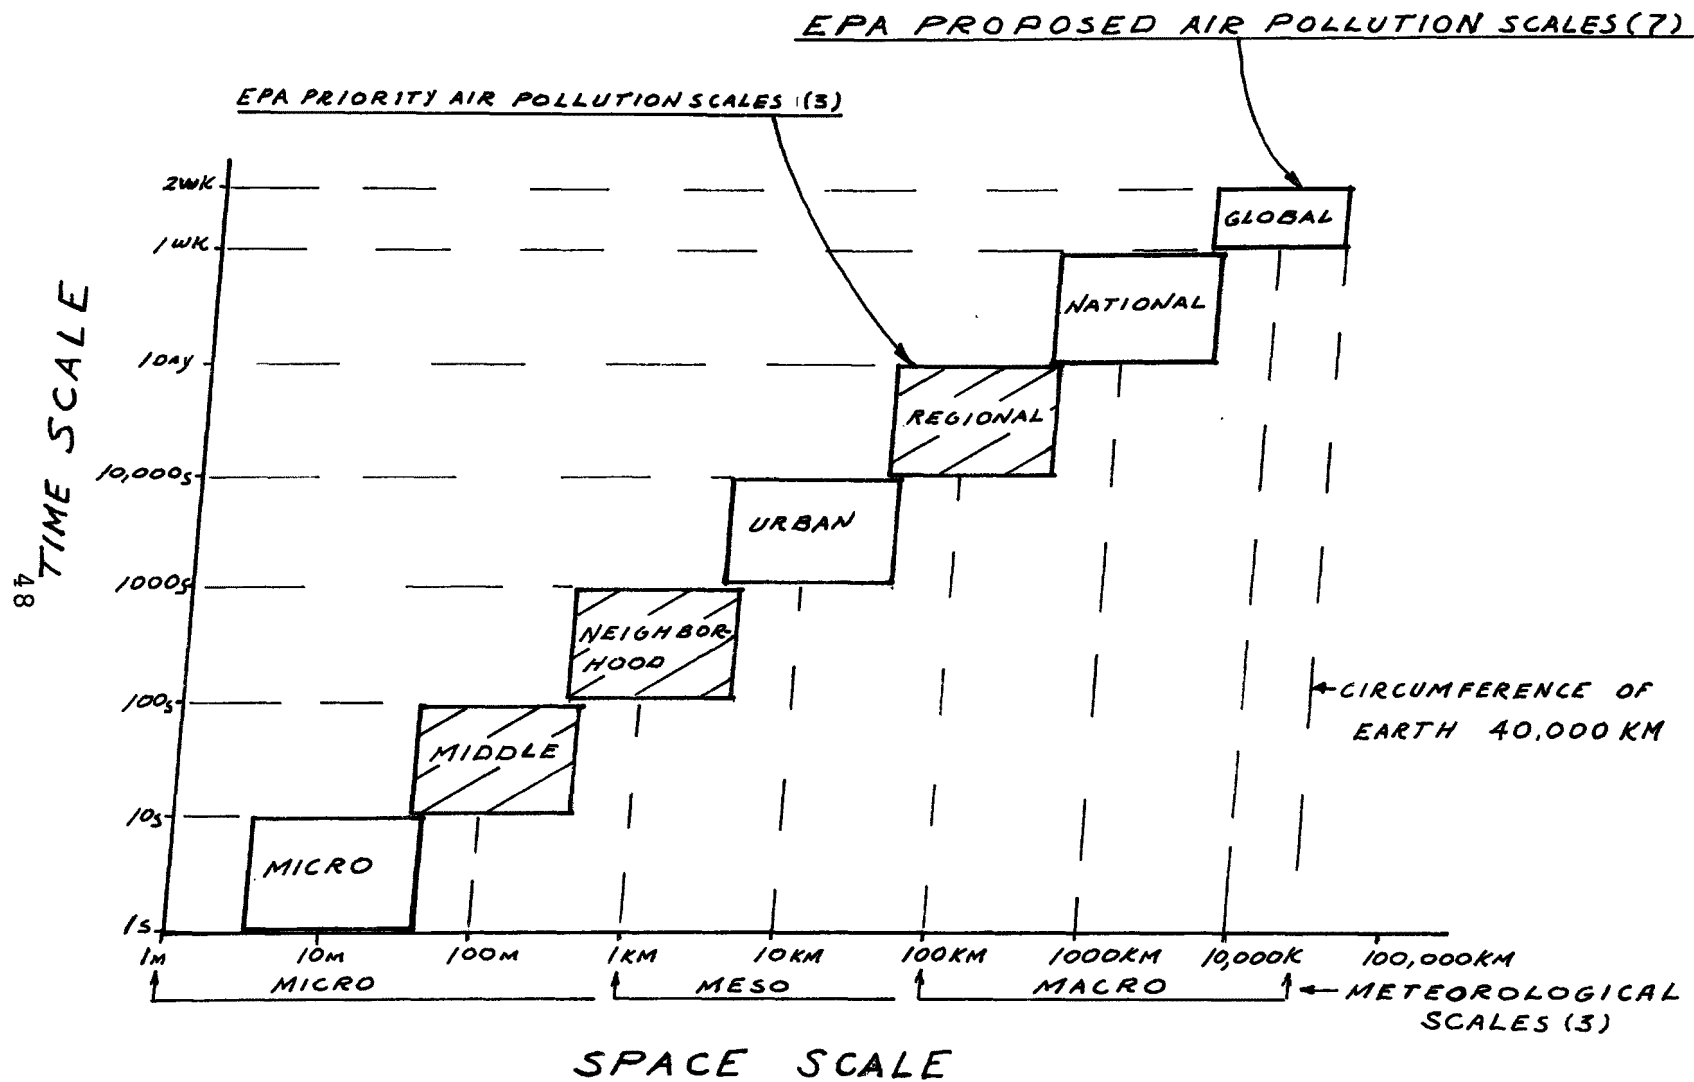 EPA PROPOSED AIR POLLUTION SCALES (7)
EPA PRIORITY AIR POLLUTION SCALES (3)
TIME SCALE
2WK
1WK
1DAY
10,000S
1000S
100S
10S
1S
GLOBAL
NATIONAL
REGIONAL
URBAN
NEIGHBOR-
HOOD
MIDDLE
MICRO
←CIRCUMFERENCE OF
EARTH 40,000 KM
1M 10M 100M 1KM 10KM 100KM 1000KM 10,000K 100,000KM
MICRO MESO MACRO ←METEOROLOGICAL
SCALES (3)
SPACE SCALE
48